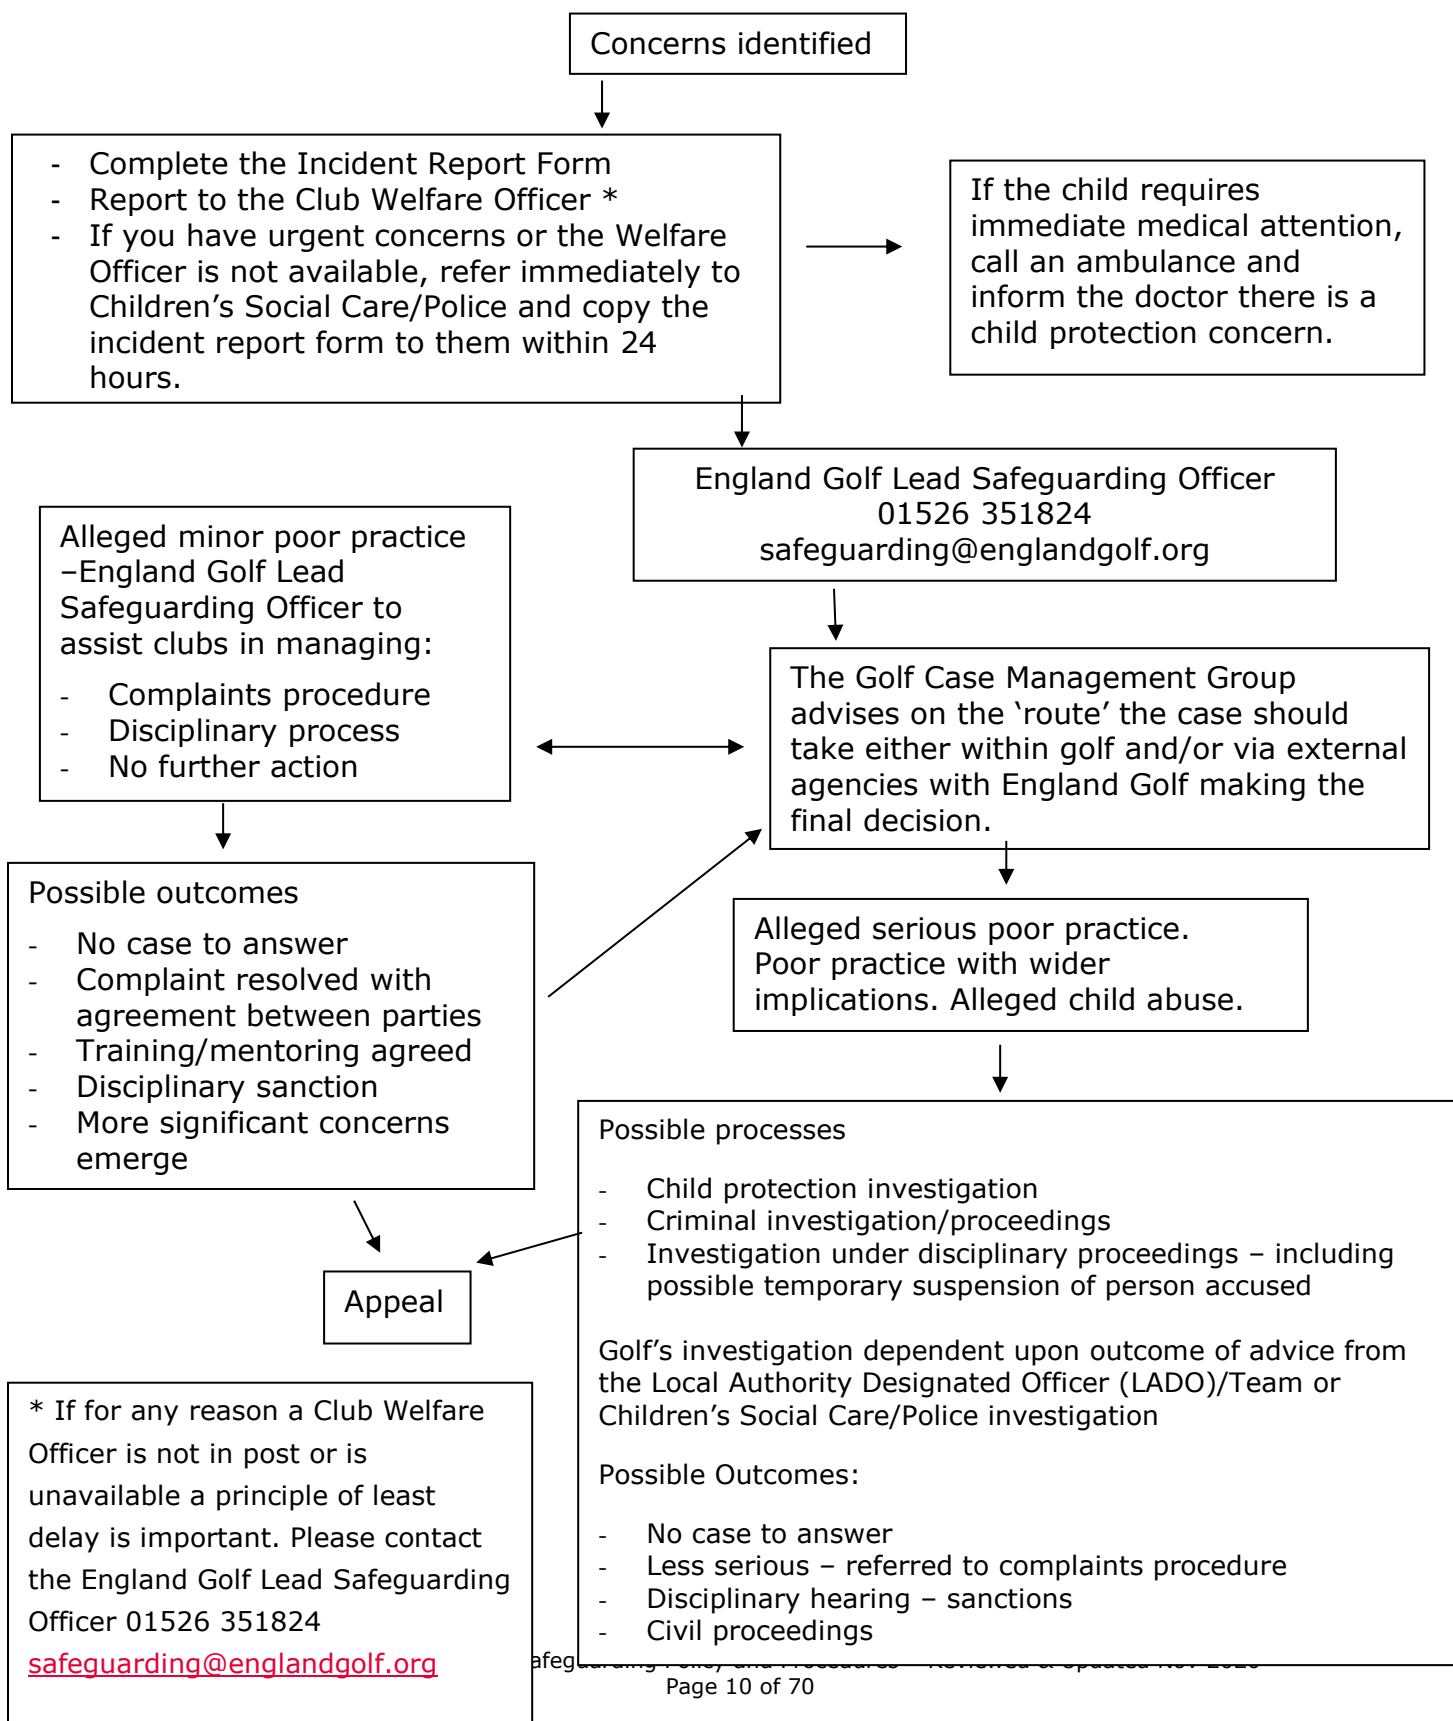 Concerns identified
- Complete the Incident Report Form
- Report to the Club Welfare Officer *
- If you have urgent concerns or the Welfare
Officer is not available, refer immediately to
Children’s Social Care/Police and copy the
incident report form to them within 24
hours.
If the child requires
immediate medical attention,
call an ambulance and
inform the doctor there is a
child protection concern.
England Golf Lead Safeguarding Officer
01526 351824
safeguarding@englandgolf.org
Alleged minor poor practice
–England Golf Lead
Safeguarding Officer to
assist clubs in managing:
- Complaints procedure
- Disciplinary process
- No further action
The Golf Case Management Group
advises on the ‘route’ the case should
take either within golf and/or via external
agencies with England Golf making the
final decision.
Possible outcomes
- No case to answer
- Complaint resolved with
agreement between parties
- Training/mentoring agreed
- Disciplinary sanction
- More significant concerns
emerge
Alleged serious poor practice.
Poor practice with wider
implications. Alleged child abuse.
Possible processes
- Child protection investigation
- Criminal investigation/proceedings
- Investigation under disciplinary proceedings – including
possible temporary suspension of person accused
Golf’s investigation dependent upon outcome of advice from
the Local Authority Designated Officer (LADO)/Team or
Children’s Social Care/Police investigation
Possible Outcomes:
- No case to answer
- Less serious – referred to complaints procedure
- Disciplinary hearing – sanctions
- Civil proceedings
Appeal
* If for any reason a Club Welfare
Officer is not in post or is
unavailable a principle of least
delay is important. Please contact
the England Golf Lead Safeguarding
Officer 01526 351824
safeguarding@englandgolf.org
Page 10 of 70